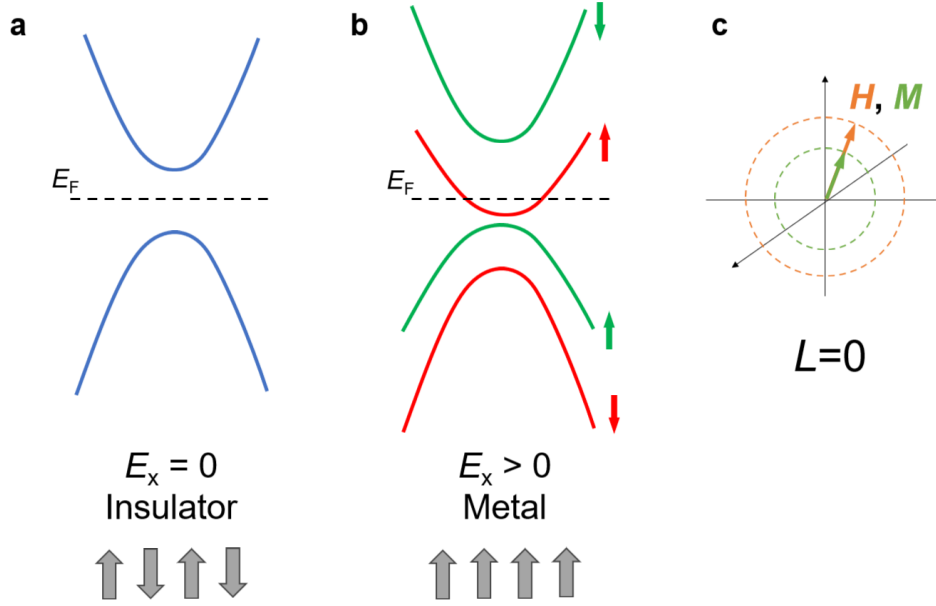 a
E_F
E_x = 0
Insulator
b
E_F
E_x > 0
Metal
c
H, M
L=0